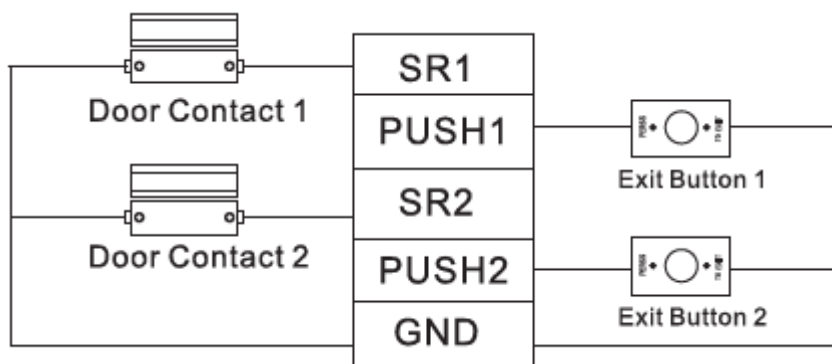 Door Contact 1
Door Contact 2
SR1
PUSH1
SR2
PUSH2
GND
Exit Button 1
Exit Button 2